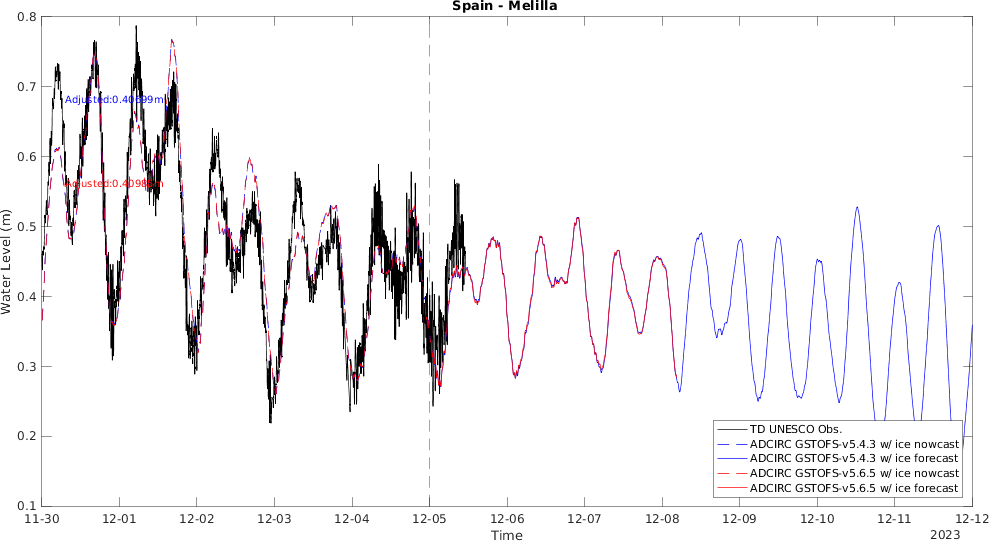 Spain - Melilla
0.8
0.7
0.6
0.5
0.4
0.3
0.2
0.1
Water Level (m)
Adjusted:0.40699m
11-30
12-01
12-02
12-03
12-04
12-05
12-06
12-07
12-08
12-09
12-10
12-11
12-12
Time
2023
TD UNESCO Obs.
ADCIRC GSTOFS-v5.4.3 w/ ice nowcast
ADCIRC GSTOFS-v5.4.3 w/ ice forecast
ADCIRC GSTOFS-v5.6.5 w/ ice nowcast
ADCIRC GSTOFS-v5.6.5 w/ ice forecast